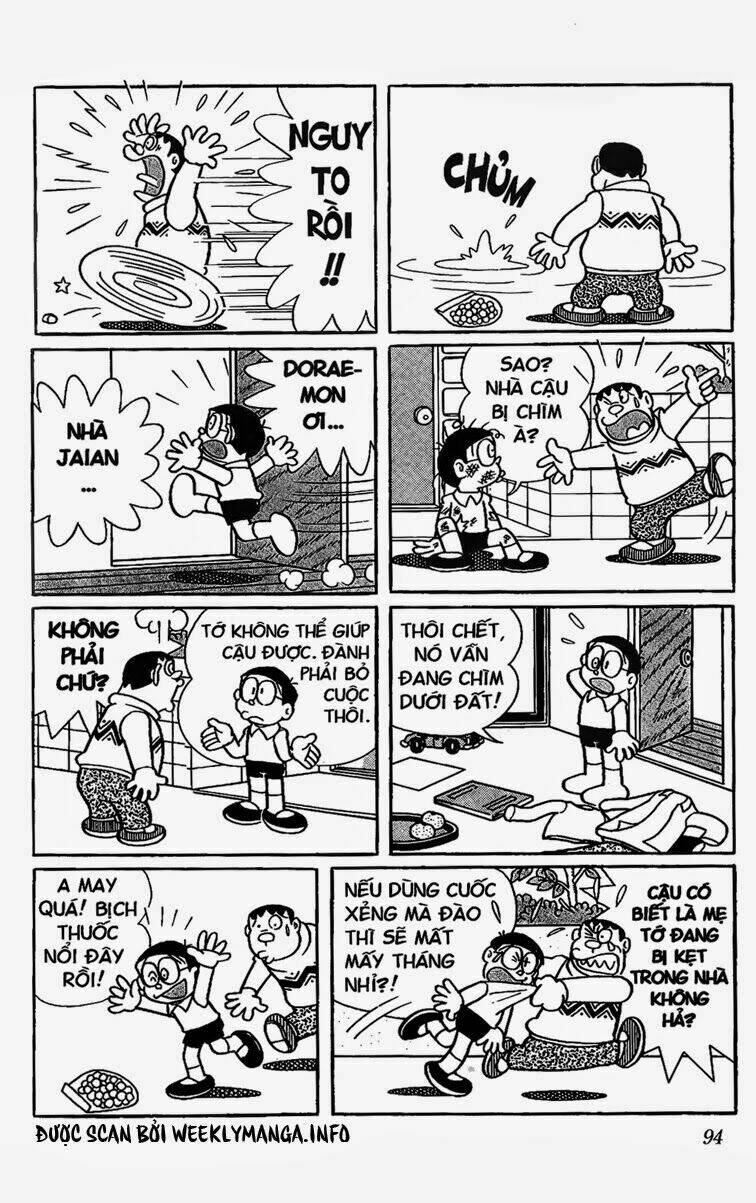 CHỦM
NGUY
TO
RỒI
!!
SAO?
NHÀ CẬU
BỊ CHÌM
À?
DORAE-
MON
ƠI...
NHÀ
JAIAN
...
THÔI CHẾT,
NÓ VẪN
ĐANG CHÌM
DƯỚI ĐẤT!
TỚ KHÔNG THỂ GIÚP
CẬU ĐƯỢC. ĐÀNH
PHẢI BỎ
CUỘC
THÔI.
KHÔNG
PHẢI
CHỨ?
CẬU CÓ
BIẾT LÀ MẸ
TỚ ĐANG
BỊ KẸT
TRONG NHÀ
KHÔNG
HẢ?
NẾU DÙNG CUỐC
XẺNG MÀ ĐÀO
THÌ SẼ MẤT
MẤY THÁNG
NHỈ?!
A MAY
QUÁ! BỊCH
THUỐC
NỔI ĐÂY
RỒI!
ĐƯỢC SCAN BỞI WEEKLYMANGA.INFO
94